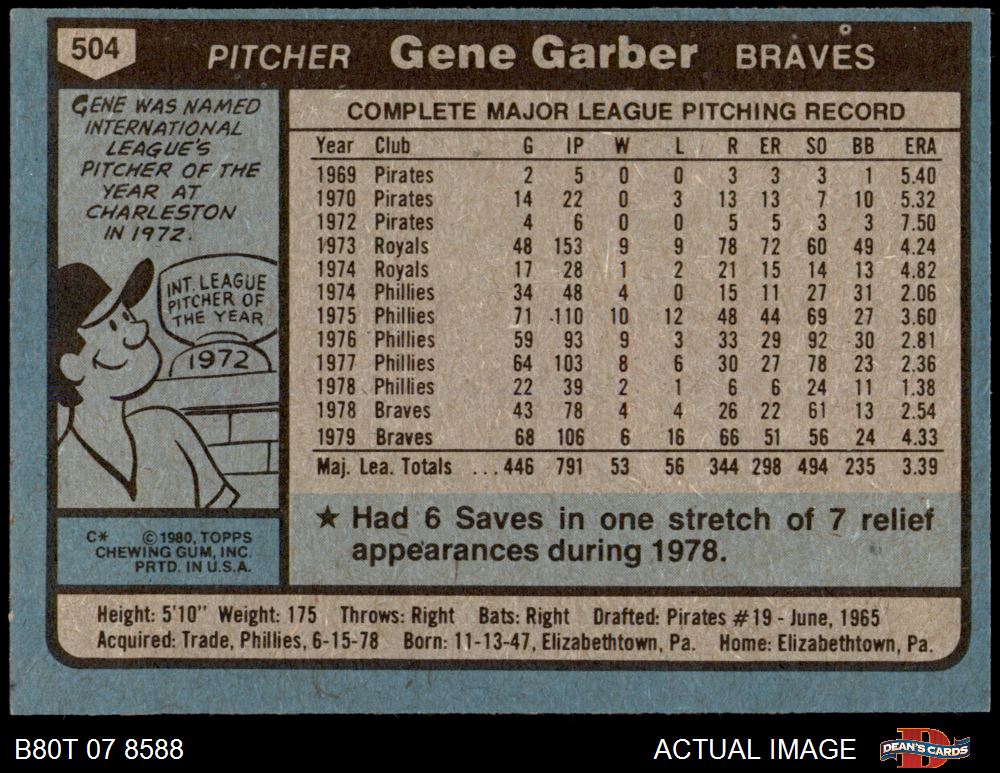 504 PITCHER Gene Garber BRAVES
GENE WAS NAMED
INTERNATIONAL
LEAGUE'S
PITCHER OF THE
YEAR AT
CHARLESTON
IN 1972.
INT. LEAGUE
PITCHER OF
THE YEAR
1972
C* ©1980, TOPPS
CHEWING GUM, INC.
PRTD. IN U.S.A.
COMPLETE MAJOR LEAGUE PITCHING RECORD
Year Club G IP W L R ER SO BB ERA
1969 Pirates 2 5 0 0 3 3 3 1 5.40
1970 Pirates 14 22 0 3 13 13 7 10 5.32
1972 Pirates 4 6 0 0 5 5 3 3 7.50
1973 Royals 48 153 9 9 78 72 60 49 4.24
1974 Royals 17 28 1 2 21 15 14 13 4.82
1974 Phillies 34 48 4 0 15 11 27 31 2.06
1975 Phillies 71 110 10 12 48 44 69 27 3.60
1976 Phillies 59 93 9 3 33 29 92 30 2.81
1977 Phillies 64 103 8 6 30 27 78 23 2.36
1978 Phillies 22 39 2 1 6 6 24 11 1.38
1978 Braves 43 78 4 4 26 22 61 13 2.54
1979 Braves 68 106 6 16 66 51 56 24 4.33
Maj. Lea. Totals ...446 791 53 56 344 298 494 235 3.39
★ Had 6 Saves in one stretch of 7 relief
appearances during 1978.
Height: 5'10" Weight: 175 Throws: Right Bats: Right Drafted: Pirates #19 - June, 1965
Acquired: Trade, Phillies, 6-15-78 Born: 11-13-47, Elizabethtown, Pa. Home: Elizabethtown, Pa.
B80T 07 8588 ACTUAL IMAGE DEAN'S CARDS